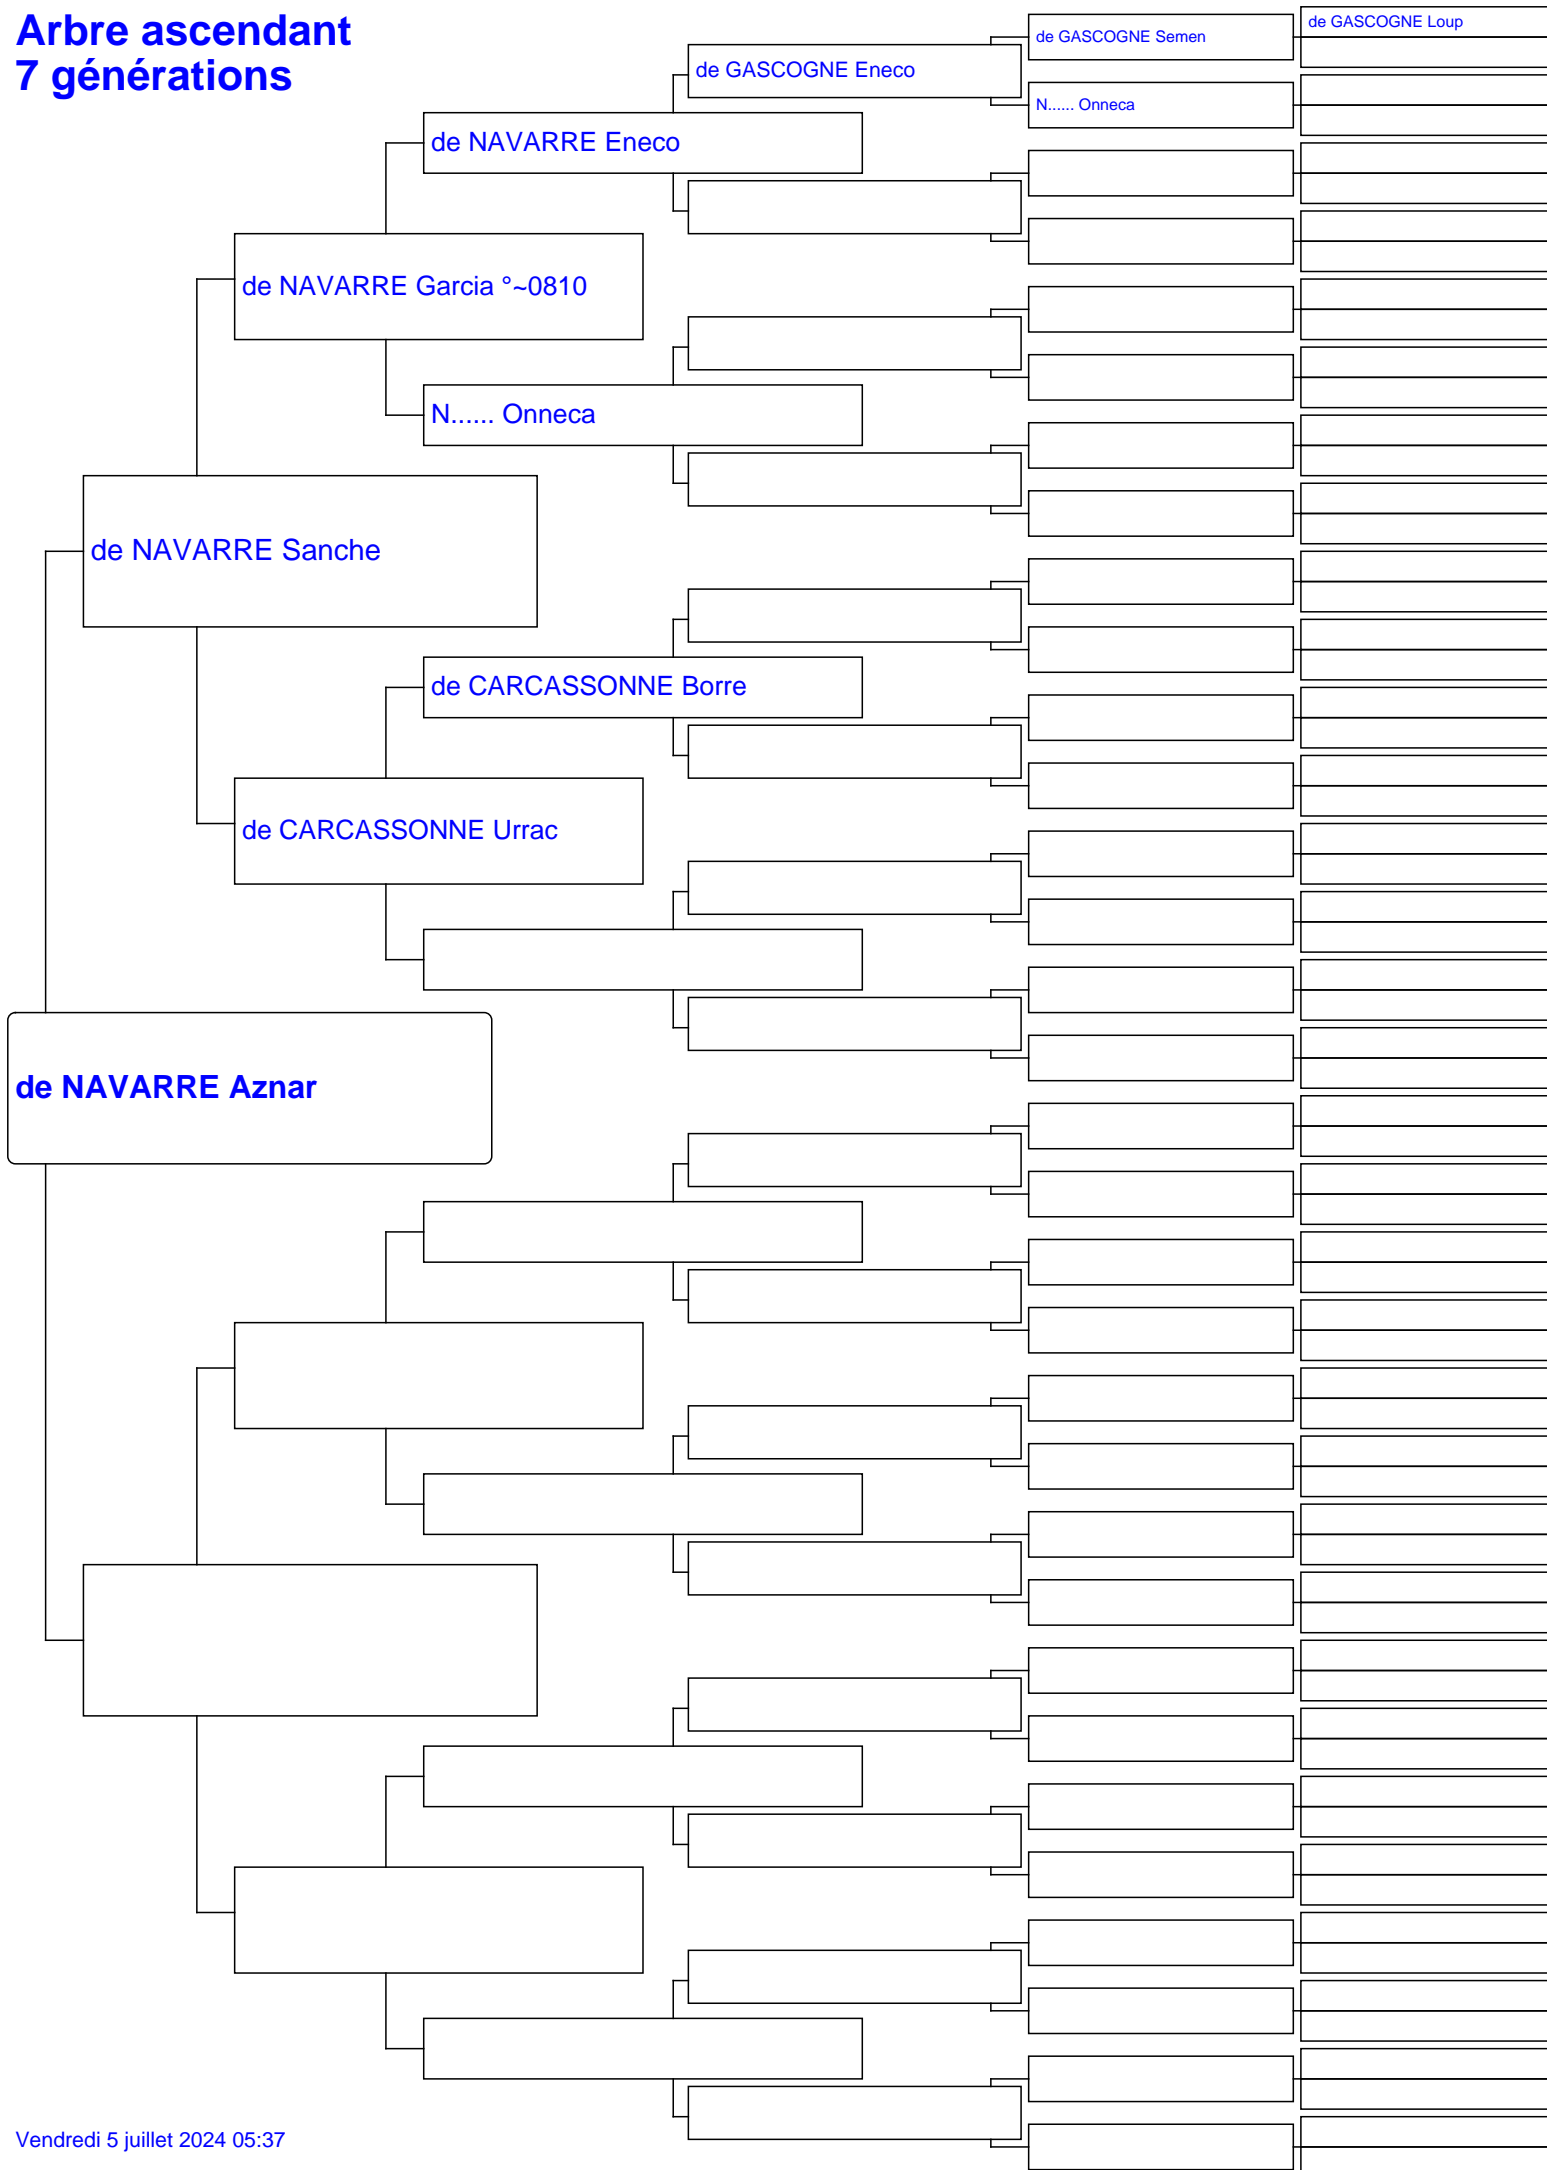 Arbre ascendant
7 générations
de GASCOGNE Loup
de GASCOGNE Semen
de GASCOGNE Eneco
N...... Onneca
de NAVARRE Eneco
de NAVARRE Garcia °~0810
N...... Onneca
de NAVARRE Sanche
de CARCASSONNE Borre
de CARCASSONNE Urrac
de NAVARRE Aznar
Vendredi 5 juillet 2024 05:37